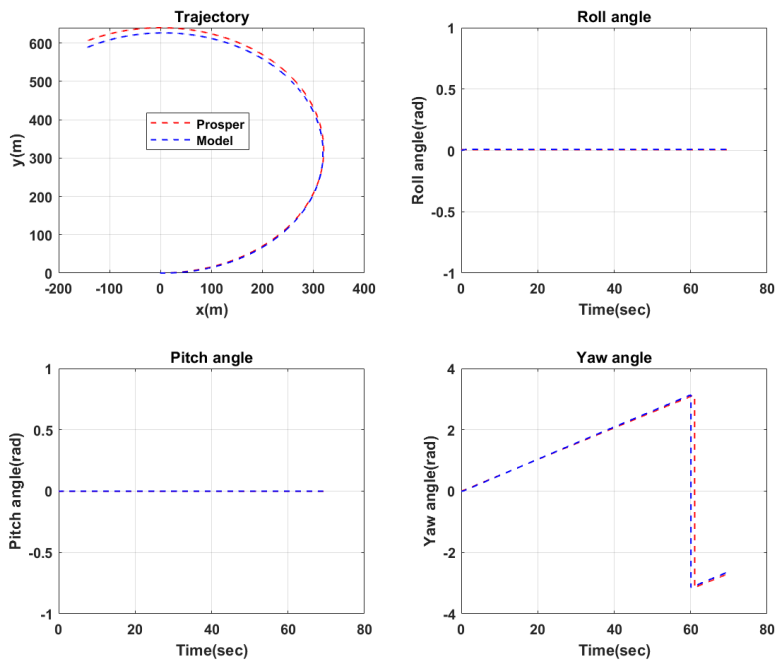 Trajectory
600
500
400
300
200
100
0
y(m)
Prosper
Model
-200 -100 0 100 200 300 400
x(m)
Roll angle
1
0.5
0
-0.5
-1
Roll angle(rad)
0 20 40 60 80
Time(sec)
Pitch angle
1
0.5
0
-0.5
-1
Pitch angle(rad)
0 20 40 60 80
Time(sec)
Yaw angle
4
2
0
-2
-4
Yaw angle(rad)
0 20 40 60 80
Time(sec)